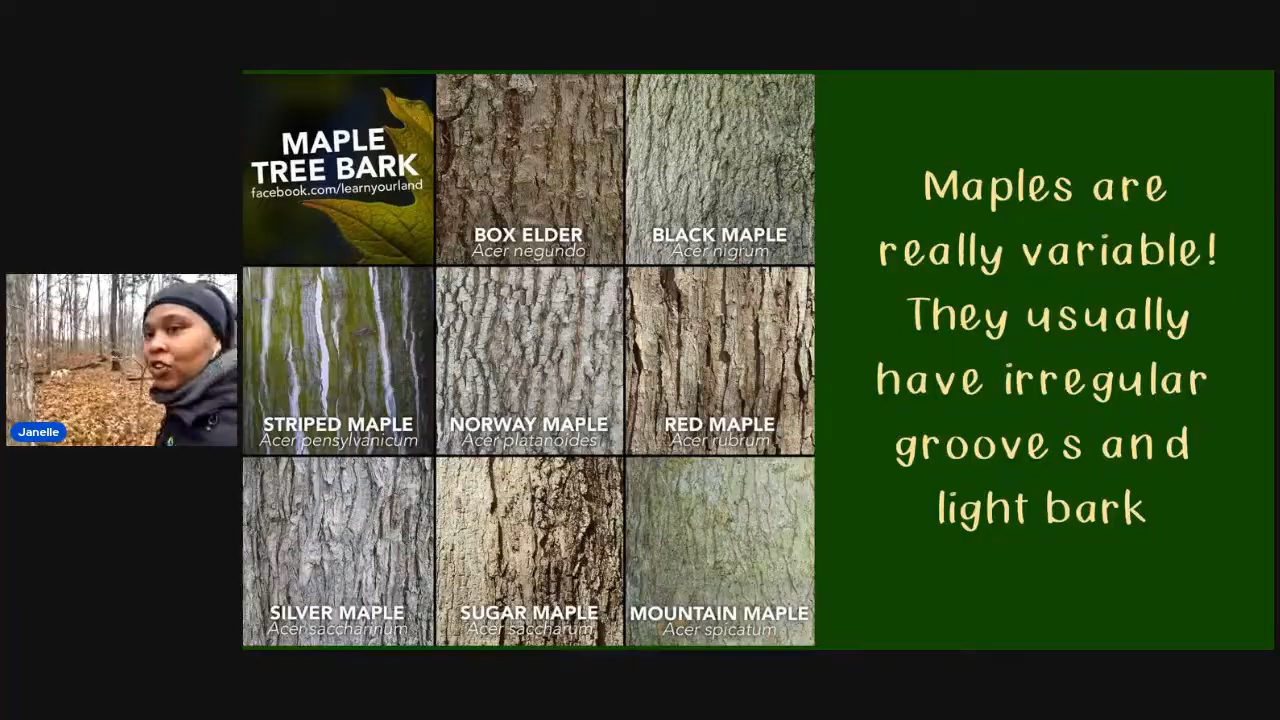 MAPLE
TREE BARK
facebook.com/learnyourland
BOX ELDER
Acer negundo
BLACK MAPLE
Acer nigrum
STRIPED MAPLE
Acer pensylvanicum
NORWAY MAPLE
Acer platanoides
RED MAPLE
Acer rubrum
SILVER MAPLE
Acer saccharinum
SUGAR MAPLE
Acer saccharum
MOUNTAIN MAPLE
Acer spicatum
Janelle
Maples are
really variable!
They usually
have irregular
grooves and
light bark